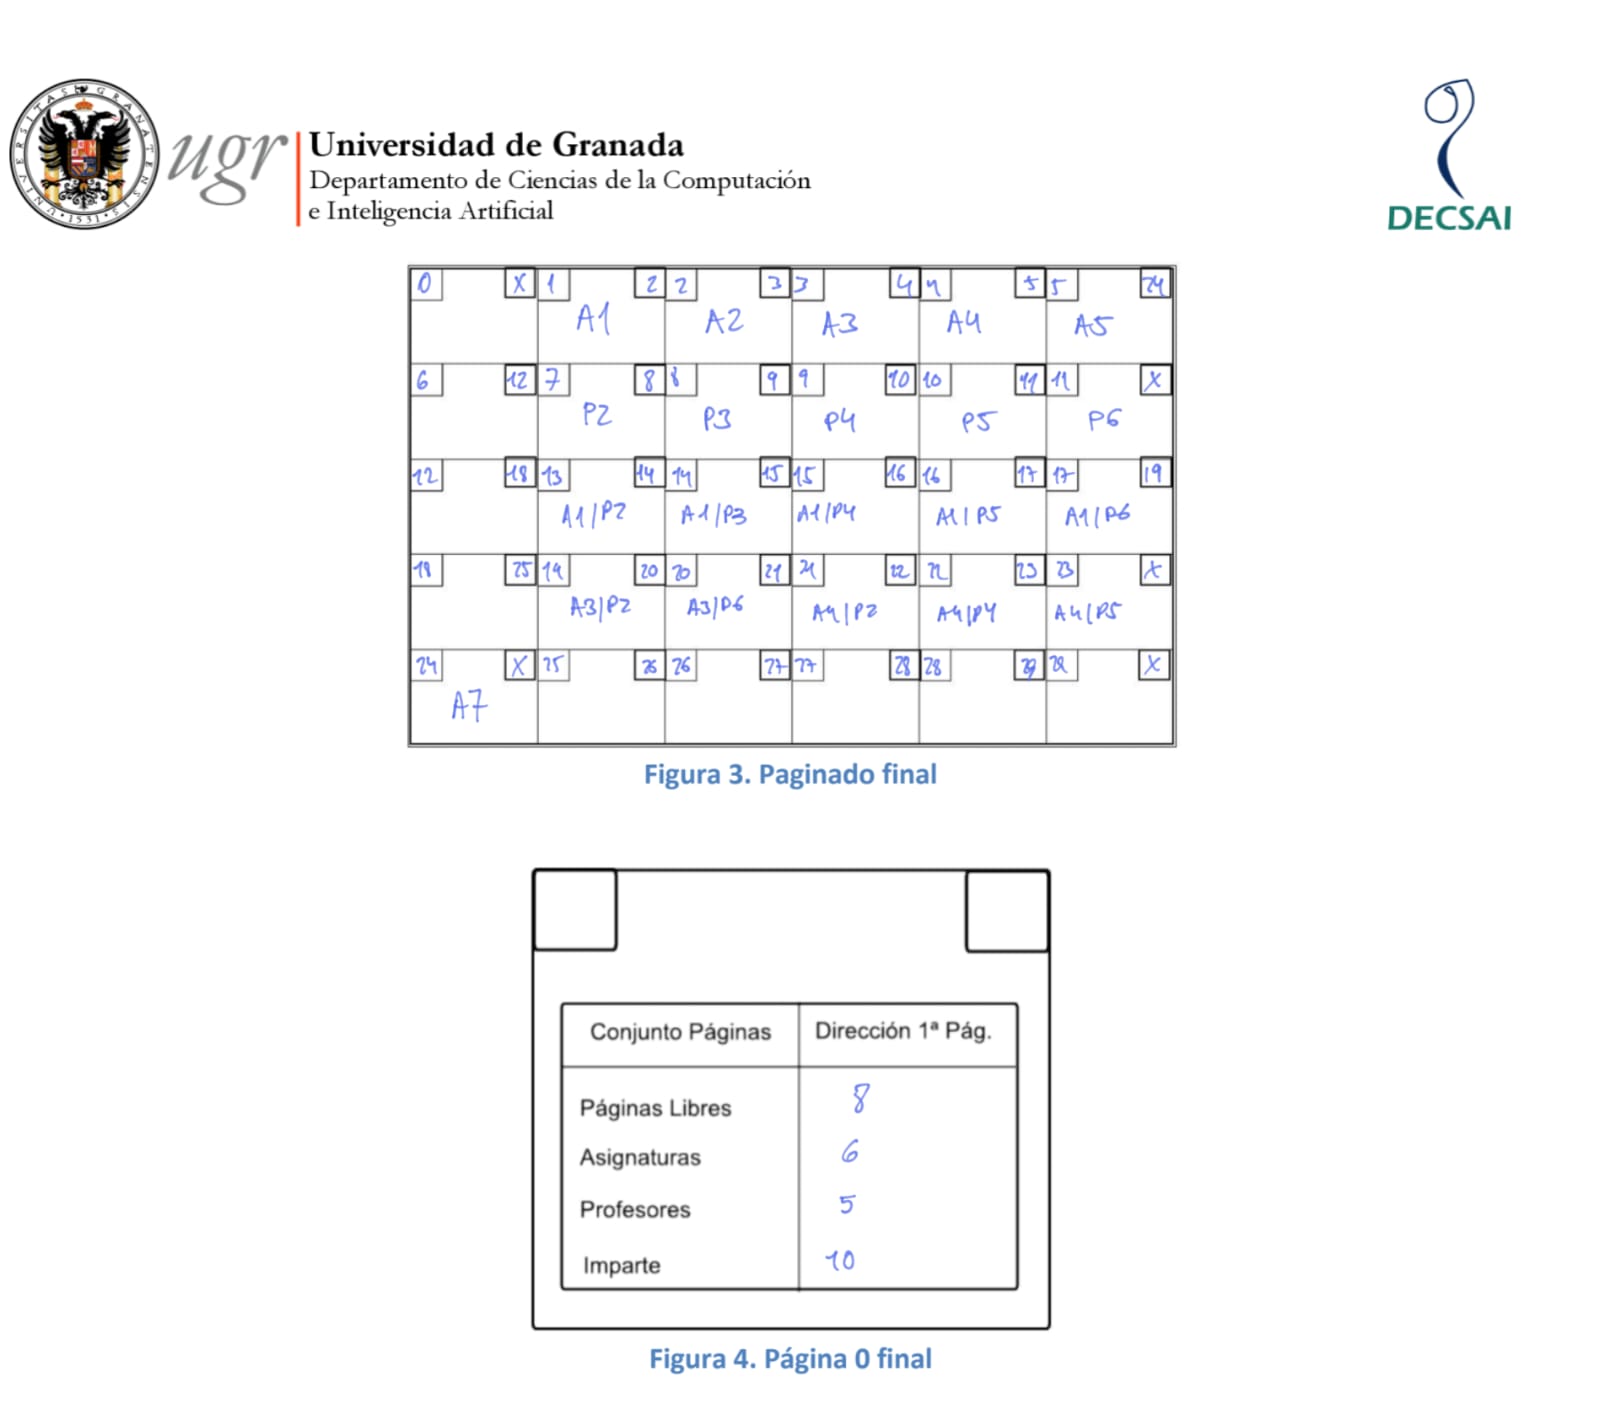 ugr
Universidad de Granada
Departamento de Ciencias de la Computación
e Inteligencia Artificial
DECSAI
0 X 1 2 2 3 3 4 4 5 5 24
A1 A2 A3 A4 A5
6 12 7 8 8 9 9 10 10 11 11 X
P2 P3 P4 P5 P6
12 18 13 14 14 15 15 16 16 17 17 19
A1/P2 A1/P3 A1/P4 A1/P5 A1/P6
18 25 19 20 20 21 21 22 22 23 23 X
A3/P2 A3/P6 A4/P2 A4/P4 A4/P5
24 X 25 26 26 27 27 28 28 29 X
A7
Figura 3. Paginado final
Conjunto Páginas Dirección 1ª Pág.
Páginas Libres 8
Asignaturas 6
Profesores 5
Imparte 10
Figura 4. Página 0 final